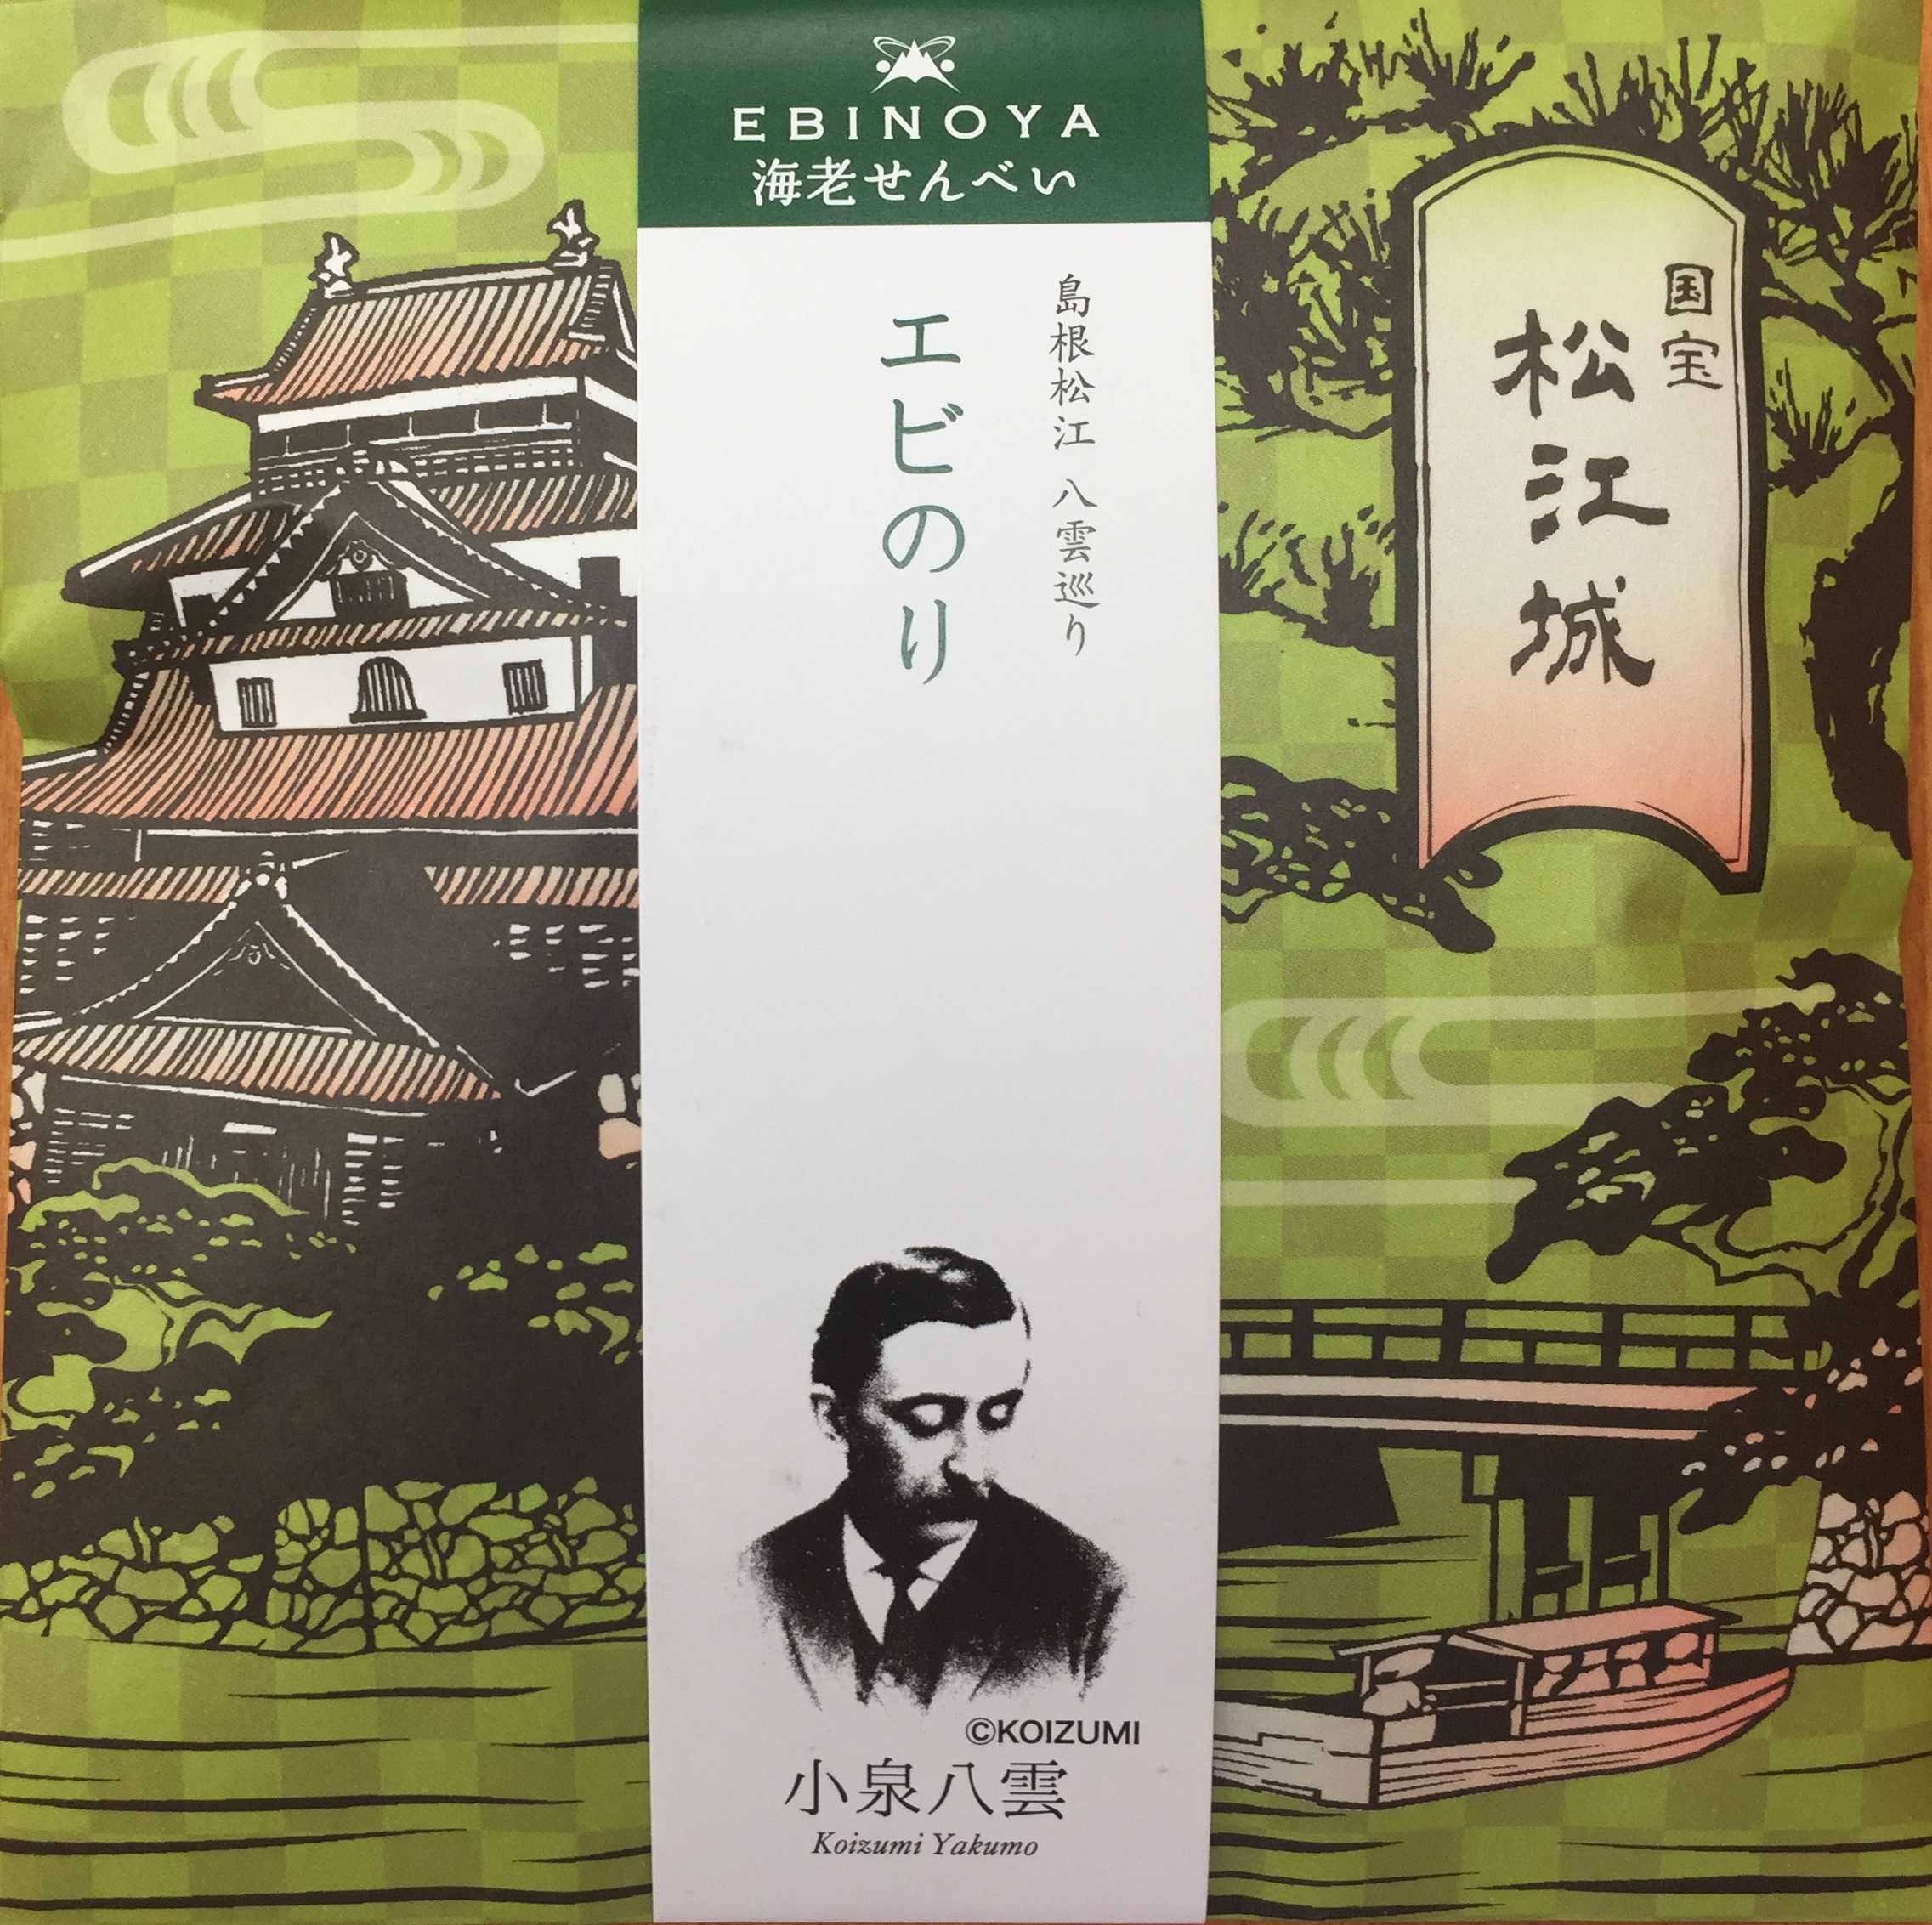 EBINOYA
海老せんべい
島根松江 八雲巡り
エビのり
国宝
松江城
©KOIZUMI
小泉八雲
Koizumi Yakumo